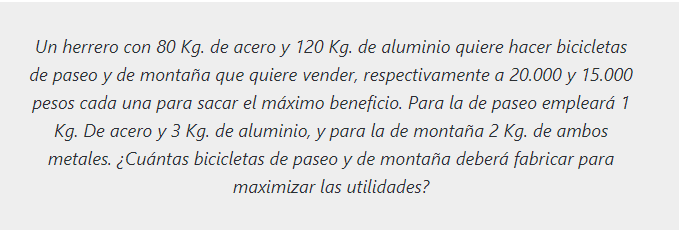 Un herrero con 80 Kg. de acero y 120 Kg. de aluminio quiere hacer bicicletas
de paseo y de montaña que quiere vender, respectivamente a 20.000 y 15.000
pesos cada una para sacar el máximo beneficio. Para la de paseo empleará 1
Kg. De acero y 3 Kg. de aluminio, y para la de montaña 2 Kg. de ambos
metales. ¿Cuántas bicicletas de paseo y de montaña deberá fabricar para
maximizar las utilidades?